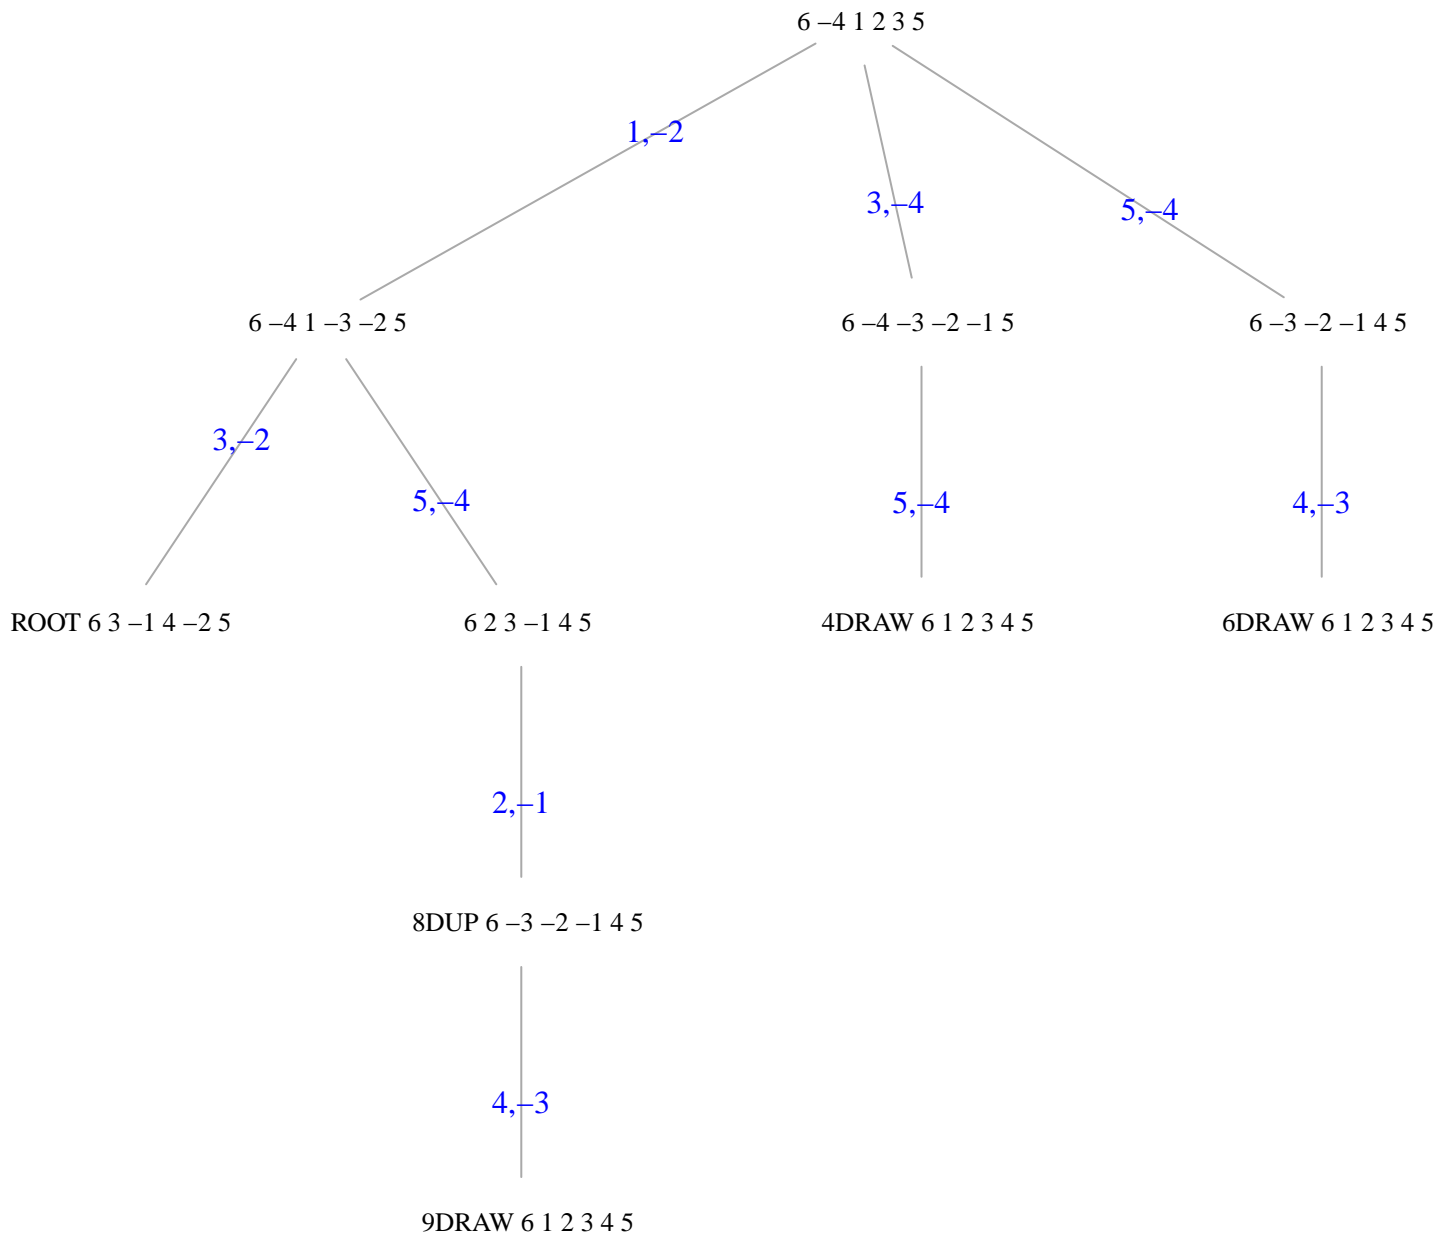 6 –4 1 2 3 5
1,–2
3,–4
5,–4
6 –4 1 –3 –2 5
6 –4 –3 –2 –1 5
6 –3 –2 –1 4 5
3,–2
5,–4
5,–4
4,–3
ROOT 6 3 –1 4 –2 5
6 2 3 –1 4 5
4DRAW 6 1 2 3 4 5
6DRAW 6 1 2 3 4 5
2,–1
8DUP 6 –3 –2 –1 4 5
4,–3
9DRAW 6 1 2 3 4 5